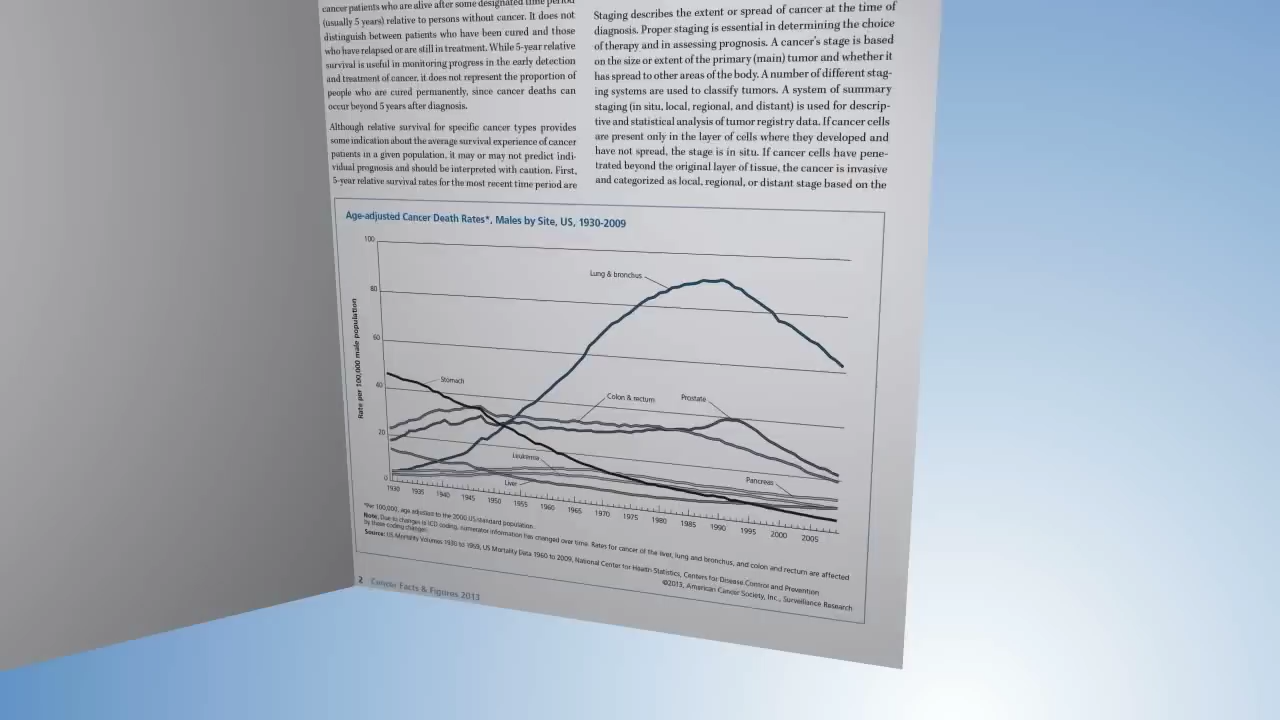 cancer patients who are alive after some designated time period
(usually 5 years) relative to persons without cancer. It does not
distinguish between patients who have been cured and those
who have relapsed or are still in treatment. While 5-year relative
survival is useful in monitoring progress in the early detection
and treatment of cancer, it does not represent the proportion of
people who are cured permanently, since cancer deaths can
occur beyond 5 years after diagnosis.
Although relative survival for specific cancer types provides
some indication about the average survival experience of cancer
patients in a given population, it may or may not predict indi-
vidual prognosis and should be interpreted with caution. First,
5-year relative survival rates for the most recent time period are
Staging describes the extent or spread of cancer at the time of
diagnosis. Proper staging is essential in determining the choice
of therapy and in assessing prognosis. A cancer's stage is based
on the size or extent of the primary (main) tumor and whether it
has spread to other areas of the body. A number of different stag-
ing systems are used to classify tumors. A system of summary
staging (in situ, local, regional, and distant) is used for descrip-
tive and statistical analysis of tumor registry data. If cancer cells
are present only in the layer of cells where they developed and
have not spread, the stage is in situ. If cancer cells have pene-
trated beyond the original layer of tissue, the cancer is invasive
and categorized as local, regional, or distant stage based on the
Age-adjusted Cancer Death Rates*, Males by Site, US, 1930-2009
Rate per 100,000 male population
100
80
60
40
20
0
Lung & bronchus
Stomach
Colon & rectum
Prostate
Leukemia
Liver
Pancreas
1930 1935 1940 1945 1950 1955 1960 1965 1970 1975 1980 1985 1990 1995 2000 2005
*Per 100,000, age adjusted to the 2000 US standard population.
Note: Due to changes in ICD coding, numerator information has changed over time. Rates for cancer of the liver, lung and bronchus, and colon and rectum are affected
by these coding changes.
Source: US Mortality Volumes 1930 to 1959, US Mortality Data 1960 to 2009, National Center for Health Statistics, Centers for Disease Control and Prevention
©2013, American Cancer Society, Inc., Surveillance Research
2 Cancer Facts & Figures 2013